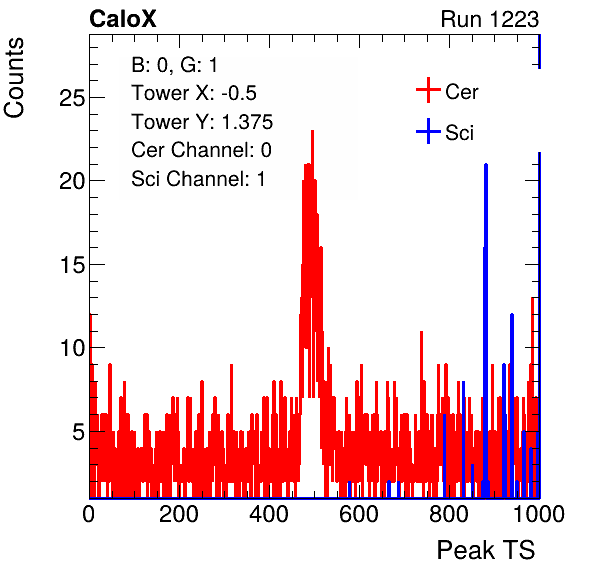 CaloX Run 1223
Counts
B: 0, G: 1
Tower X: -0.5
Tower Y: 1.375
Cer Channel: 0
Sci Channel: 1
Cer
Sci
25
20
15
10
5
0 200 400 600 800 1000
Peak TS